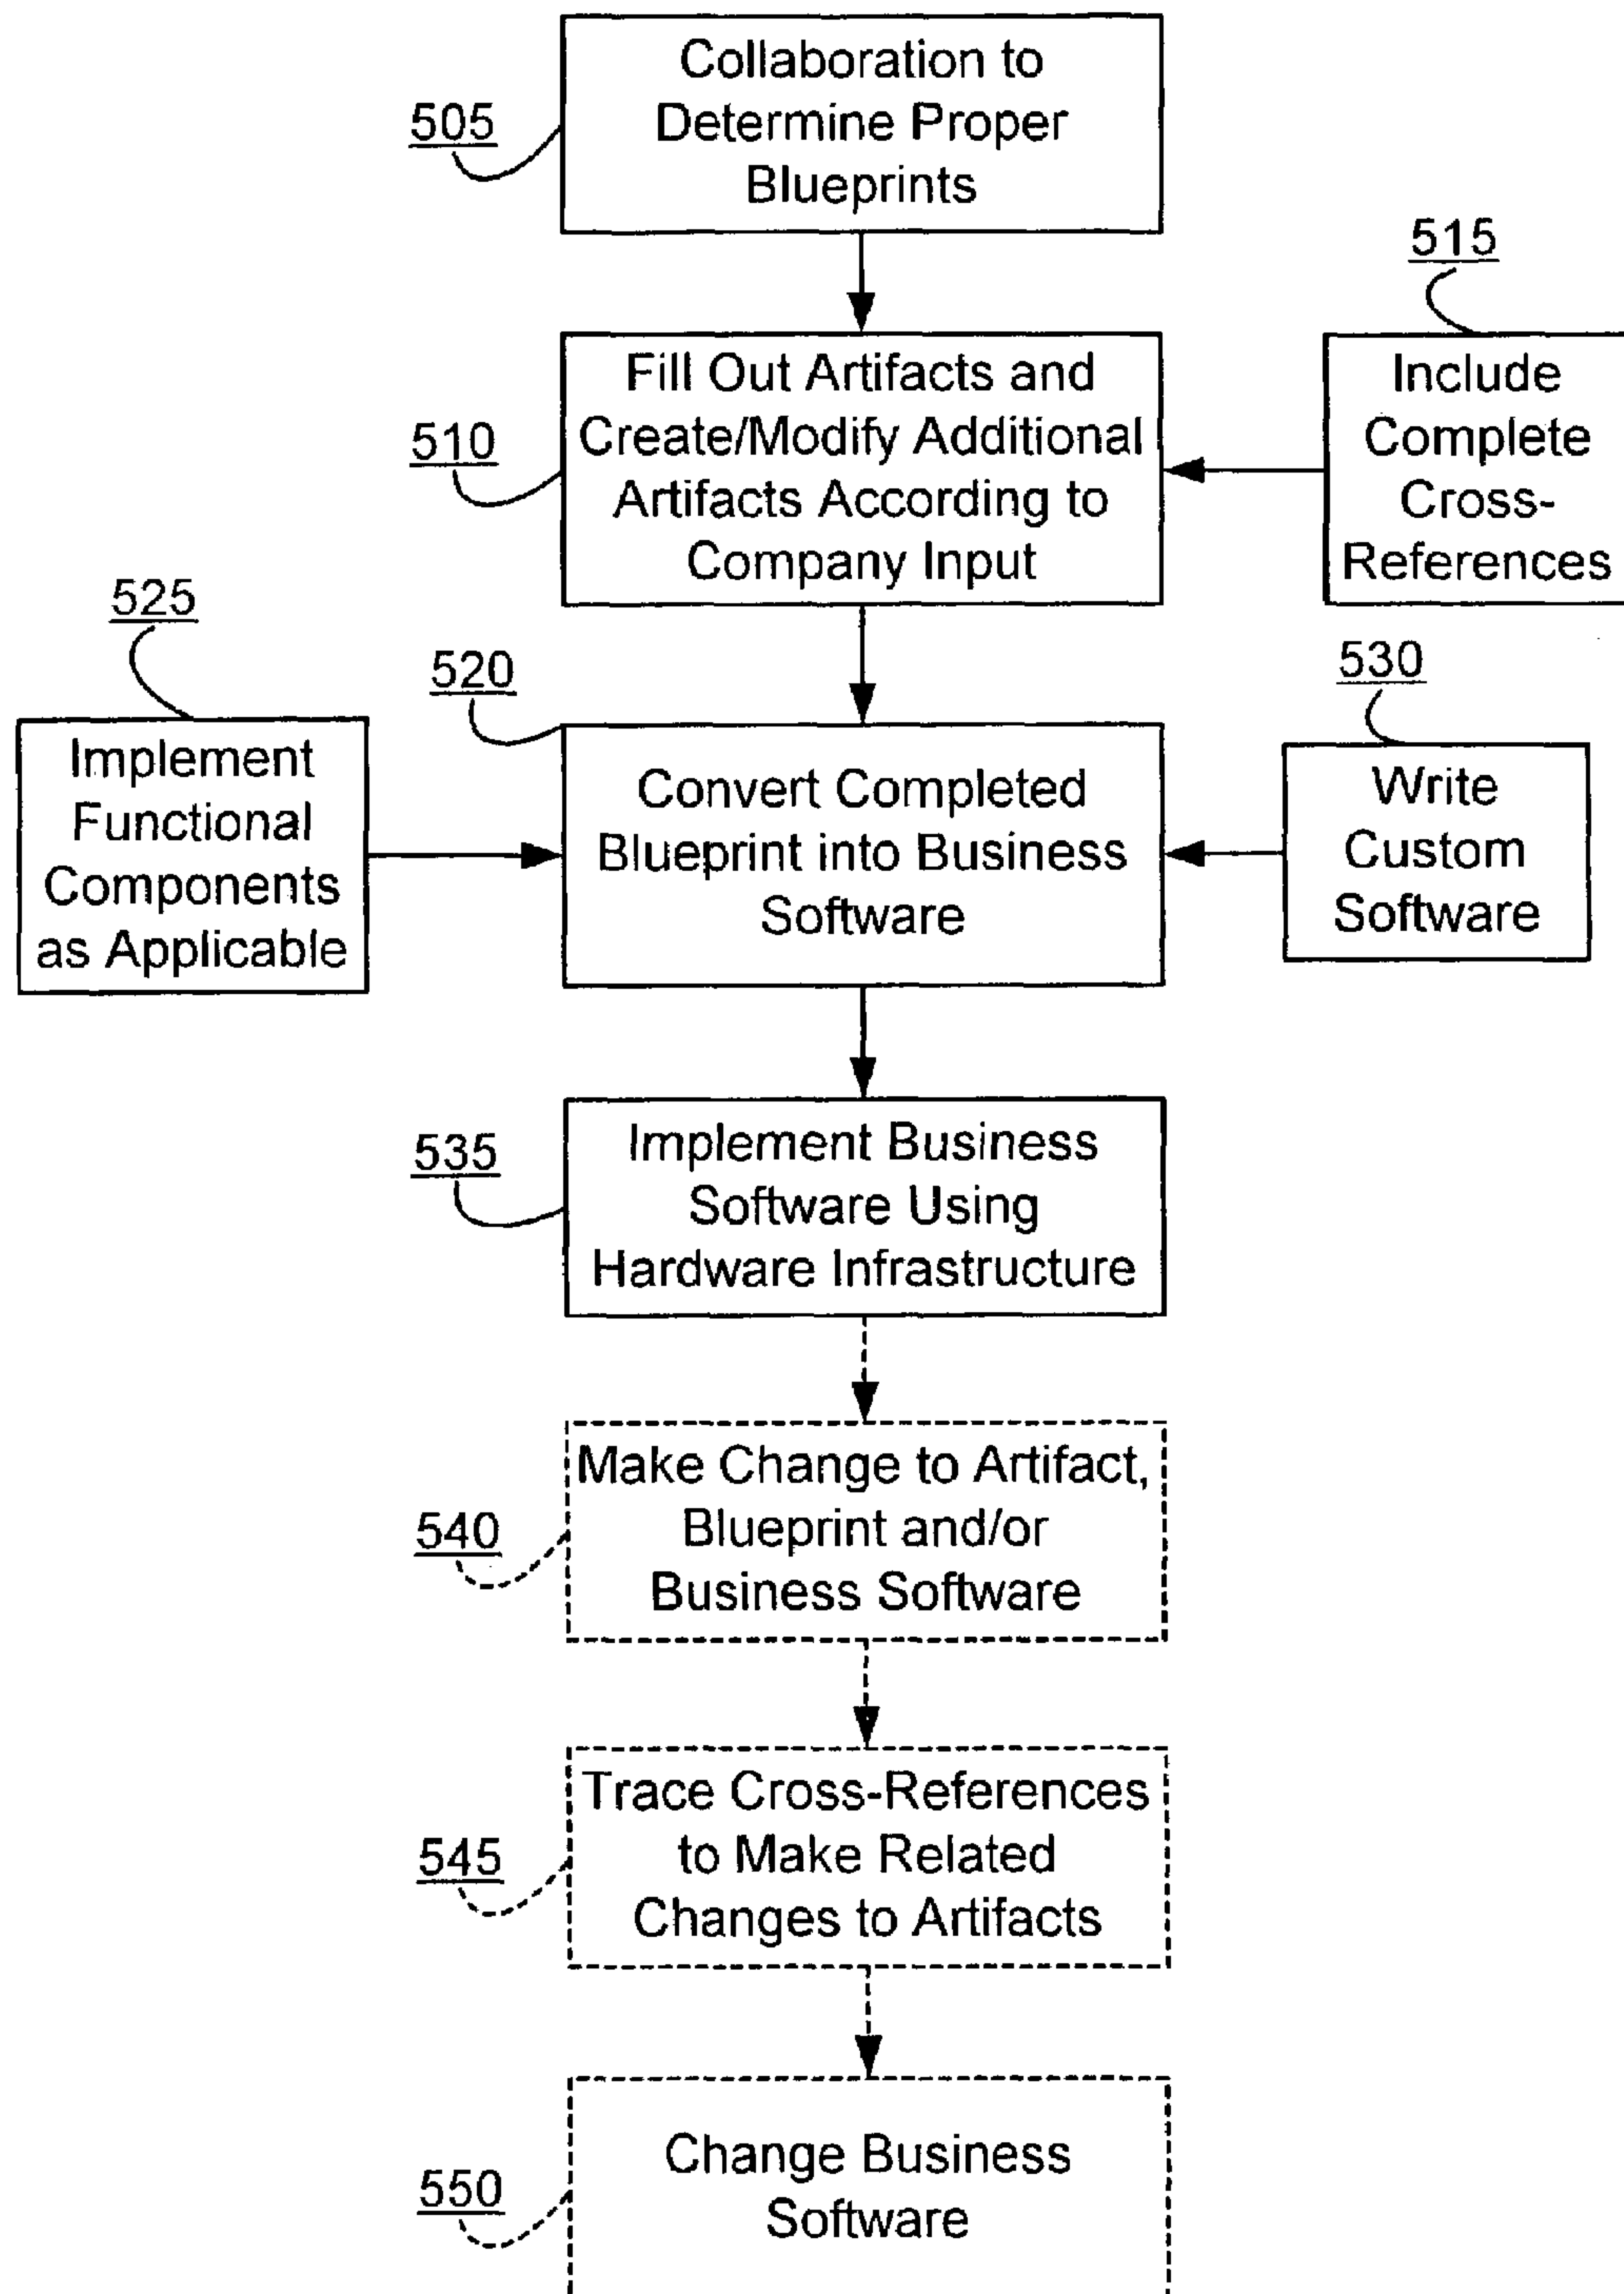 505
Collaboration to
Determine Proper
Blueprints
510
Fill Out Artifacts and
Create/Modify Additional
Artifacts According to
Company Input
515
Include
Complete
Cross-
References
525
Implement
Functional
Components
as Applicable
520
Convert Completed
Blueprint into Business
Software
530
Write
Custom
Software
535
Implement Business
Software Using
Hardware Infrastructure
540
Make Change to Artifact,
Blueprint and/or
Business Software
545
Trace Cross-References
to Make Related
Changes to Artifacts
550
Change Business
Software